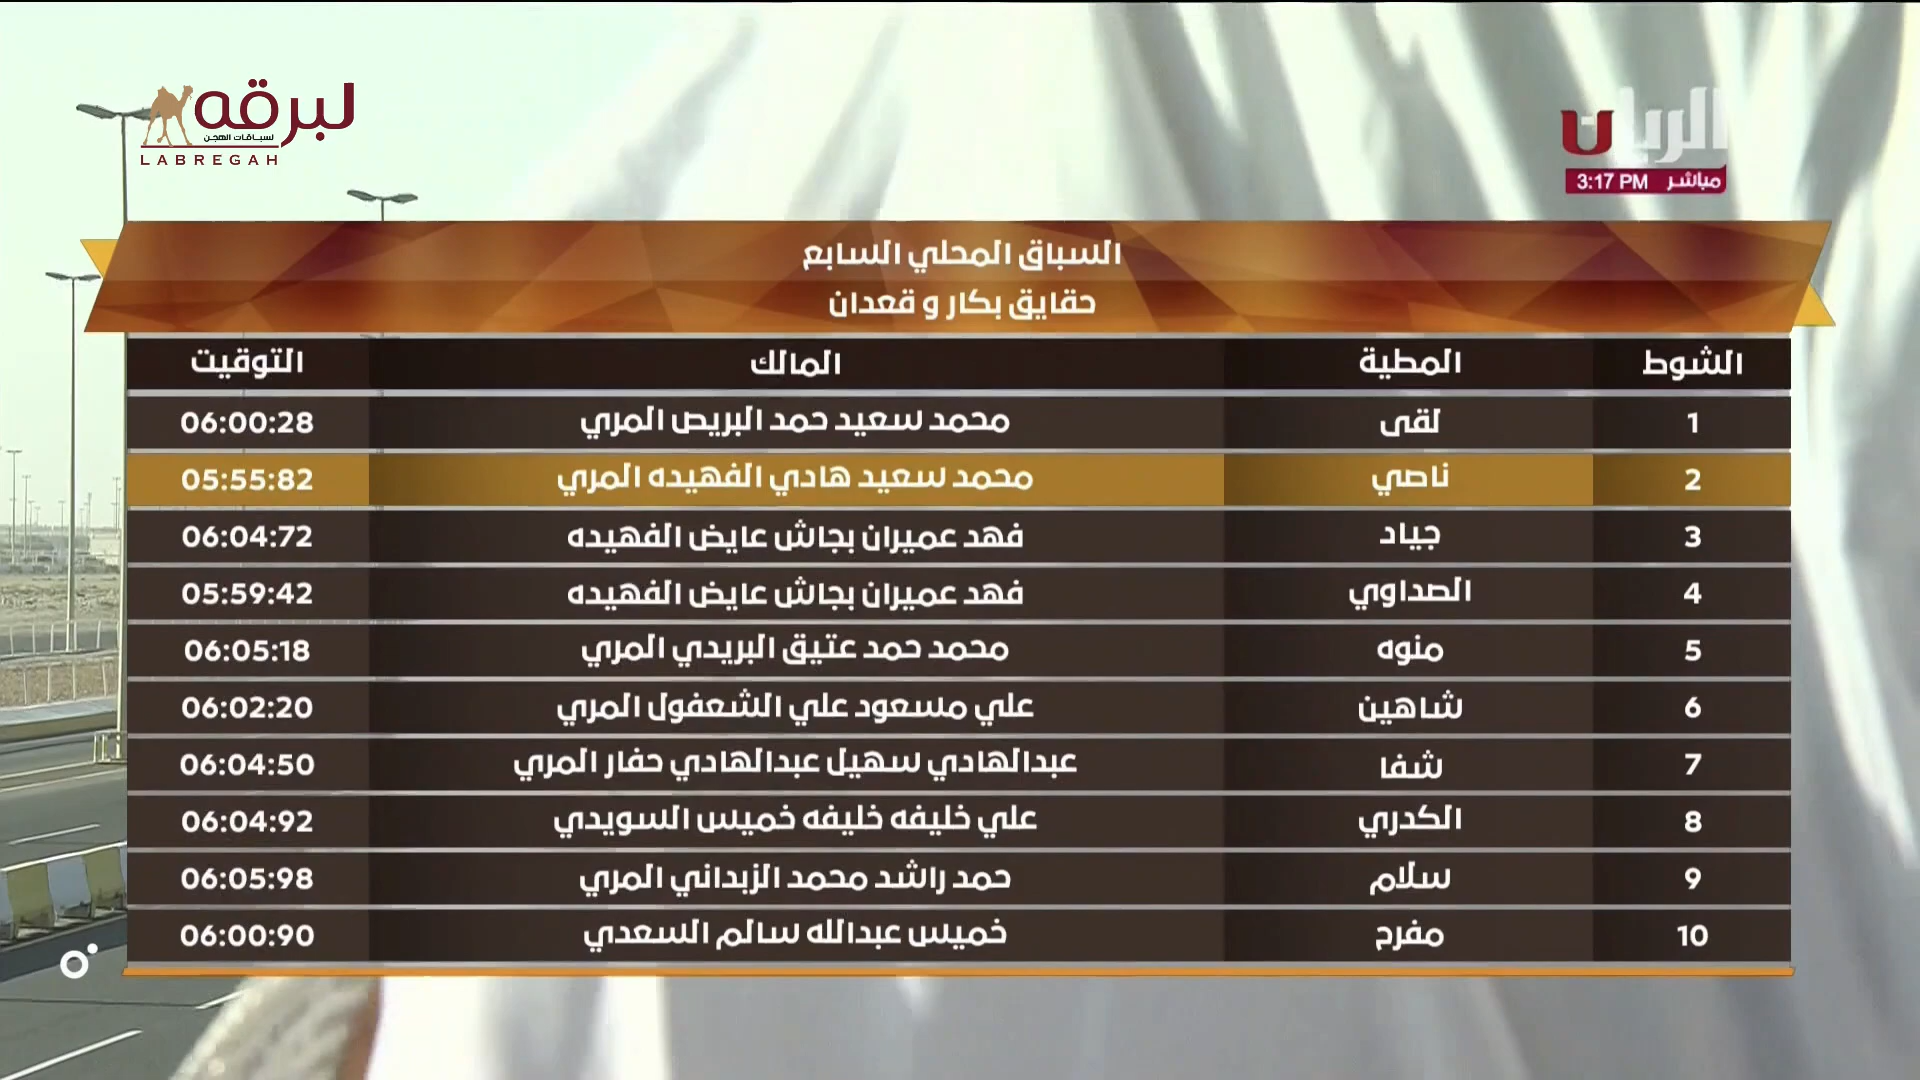 لبرقه
لسباقات الهجن
LABREGAH
الريان
مباشر 3:17 PM
السباق المحلي السابع
حقايق بكار و قعدان
الشوط المطية المالك التوقيت
1 لقى محمد سعيد حمد البريص المري 06:00:28
2 ناصي محمد سعيد هادي الفهيده المري 05:55:82
3 جياد فهد عميران بجاش عايض الفهيده 06:04:72
4 الصداوي فهد عميران بجاش عايض الفهيده 05:59:42
5 منوه محمد حمد عتيق البريدي المري 06:05:18
6 شاهين علي مسعود علي الشعفول المري 06:02:20
7 شفا عبدالهادي سهيل عبدالهادي حفار المري 06:04:50
8 الكدري علي خليفه خليفه خميس السويدي 06:04:92
9 سلام حمد راشد محمد الزبداني المري 06:05:98
10 مفرح خميس عبدالله سالم السعدي 06:00:90